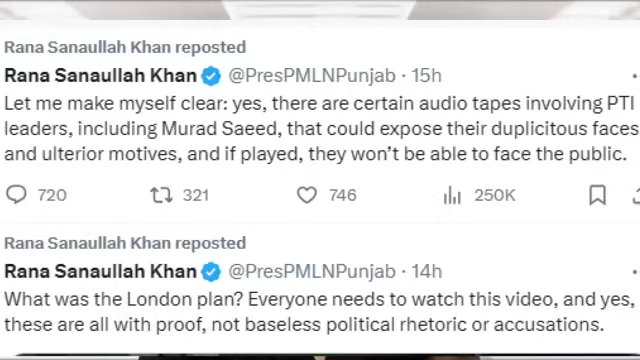 Rana Sanaullah Khan reposted
Rana Sanaullah Khan @PresPMLNPunjab · 15h
Let me make myself clear: yes, there are certain audio tapes involving PTI
leaders, including Murad Saeed, that could expose their duplicitous faces
and ulterior motives, and if played, they won't be able to face the public.
720 321 746 250K
Rana Sanaullah Khan reposted
Rana Sanaullah Khan @PresPMLNPunjab · 14h
What was the London plan? Everyone needs to watch this video, and yes,
these are all with proof, not baseless political rhetoric or accusations.